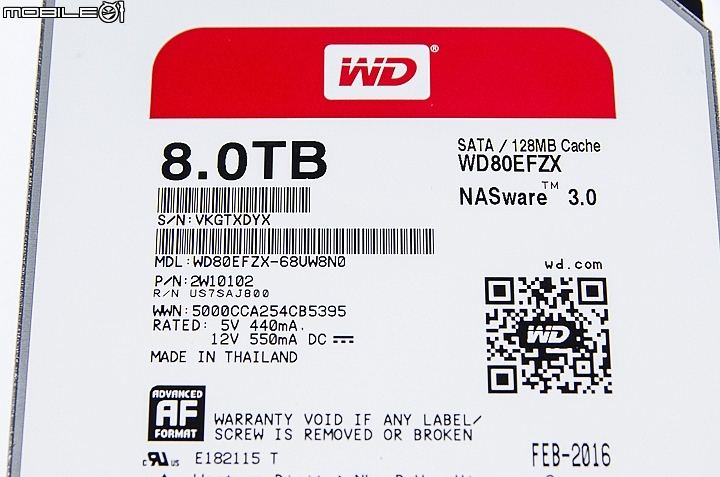 MOBILE01
WD®
8.0TB
SATA / 128MB Cache
WD80EFZX
NASware™ 3.0
S/N:VKGTXDYX
MDL:WD80EFZX-68UW8N0
P/N:2W10102
R/N US7SAJ800
WWN:5000CCA254CB5395
RATED: 5V 440mA.
12V 550mA DC
MADE IN THAILAND
wd.com
WD
ADVANCED
AF
FORMAT
WARRANTY VOID IF ANY LABEL/
SCREW IS REMOVED OR BROKEN
c RU us E182115 T
FEB-2016